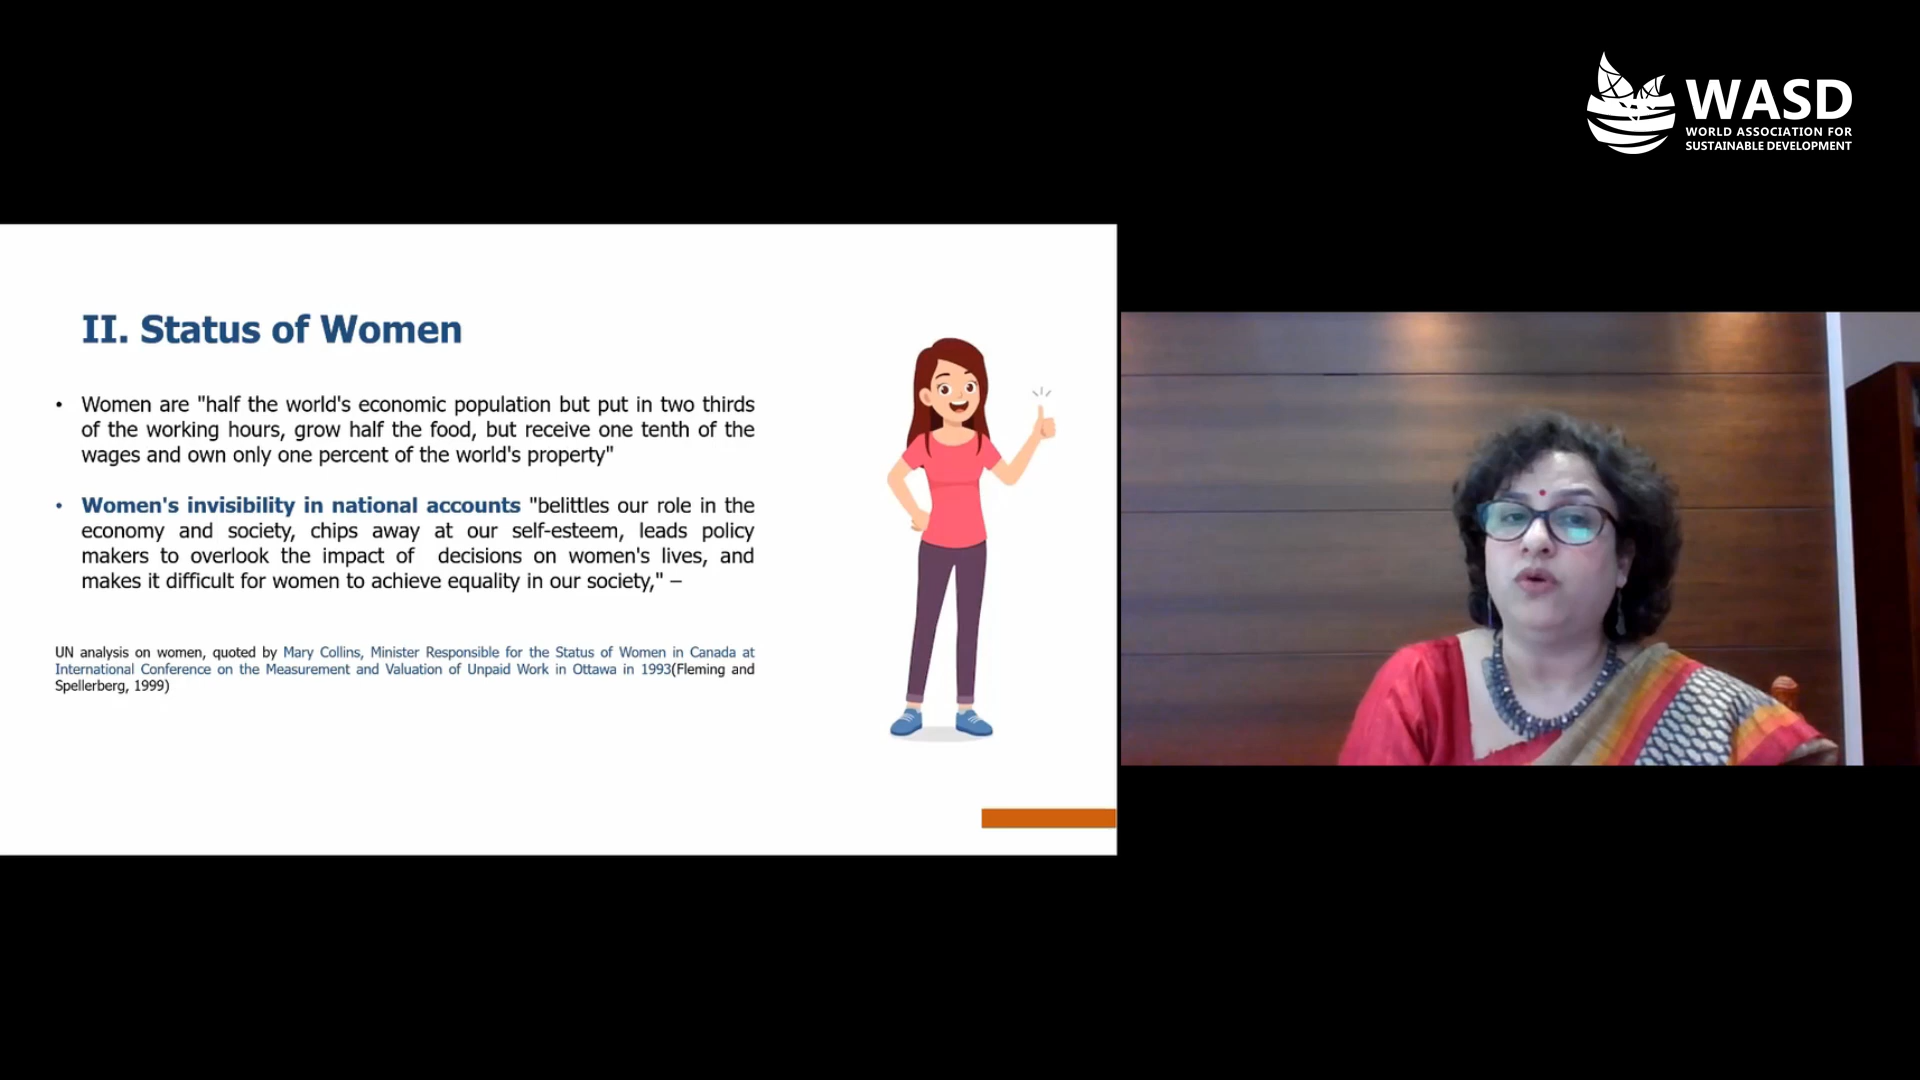 WASD
WORLD ASSOCIATION FOR
SUSTAINABLE DEVELOPMENT
II. Status of Women
• Women are "half the world's economic population but put in two thirds
of the working hours, grow half the food, but receive one tenth of the
wages and own only one percent of the world's property"
• Women's invisibility in national accounts "belittles our role in the
economy and society, chips away at our self-esteem, leads policy
makers to overlook the impact of decisions on women's lives, and
makes it difficult for women to achieve equality in our society," –
UN analysis on women, quoted by Mary Collins, Minister Responsible for the Status of Women in Canada at
International Conference on the Measurement and Valuation of Unpaid Work in Ottawa in 1993(Fleming and
Spellerberg, 1999)